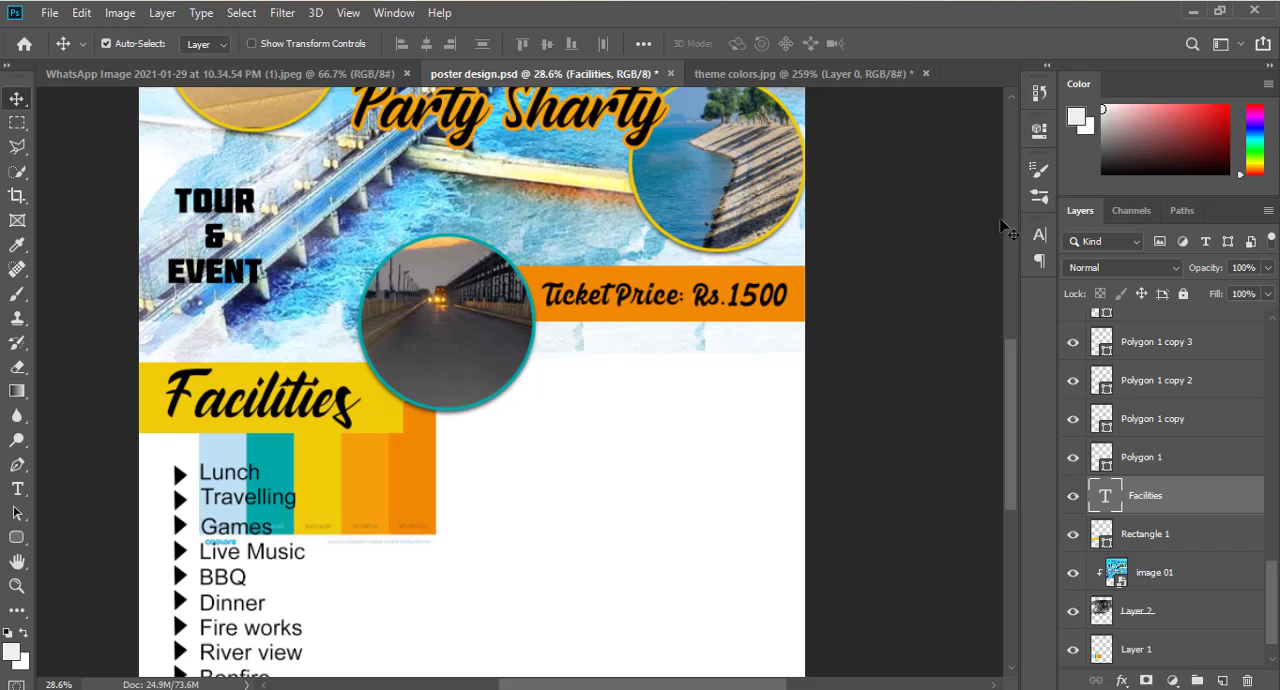 Ps File Edit Image Layer Type Select Filter 3D View Window Help
Auto-Select: Layer Show Transform Controls 3D Mode:
WhatsApp Image 2021-01-29 at 10.34.54 PM (1).jpeg @ 66.7% (RGB/8#) × poster design.psd @ 28.6% (Facilities, RGB/8) * × theme colors.jpg @ 259% (Layer 0, RGB/8#) * ×
Color
Party Sharty
TOUR
&
EVENT
Ticket Price: Rs.1500
Facilities
Lunch
Travelling
Games
coolors
Live Music
BBQ
Dinner
Fire works
River view
Bonfire
Layers Channels Paths
Kind
Normal Opacity: 100%
Lock: Fill: 100%
Polygon 1 copy 3
Polygon 1 copy 2
Polygon 1 copy
Polygon 1
Facilities
Rectangle 1
image 01
Layer 2
Layer 1
28.6% Doc: 24.9M/73.6M